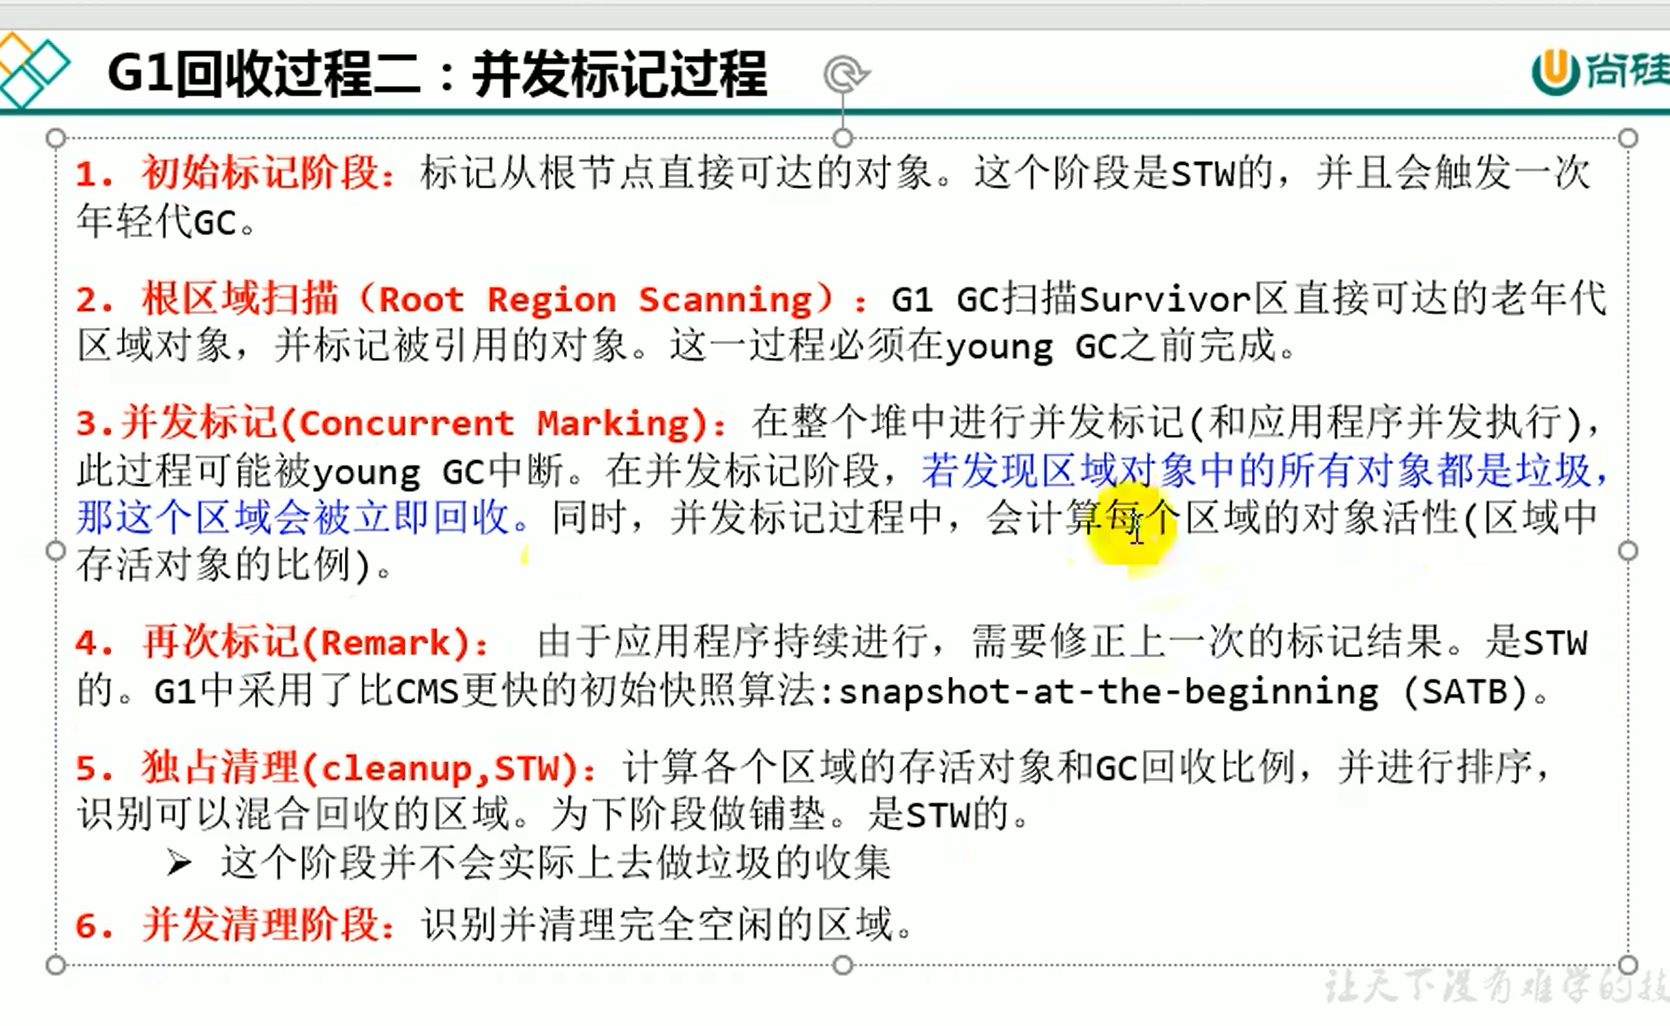 G1回收过程二：并发标记过程
尚硅
1. 初始标记阶段：标记从根节点直接可达的对象。这个阶段是STW的，并且会触发一次
年轻代GC。
2. 根区域扫描（Root Region Scanning）：G1 GC扫描Survivor区直接可达的老年代
区域对象，并标记被引用的对象。这一过程必须在young GC之前完成。
3.并发标记(Concurrent Marking)：在整个堆中进行并发标记(和应用程序并发执行)，
此过程可能被young GC中断。在并发标记阶段，若发现区域对象中的所有对象都是垃圾，
那这个区域会被立即回收。同时，并发标记过程中，会计算每个区域的对象活性(区域中
存活对象的比例)。
4. 再次标记(Remark)： 由于应用程序持续进行，需要修正上一次的标记结果。是STW
的。G1中采用了比CMS更快的初始快照算法:snapshot-at-the-beginning (SATB)。
5. 独占清理(cleanup,STW)：计算各个区域的存活对象和GC回收比例，并进行排序，
识别可以混合回收的区域。为下阶段做铺垫。是STW的。
➢ 这个阶段并不会实际上去做垃圾的收集
6. 并发清理阶段：识别并清理完全空闲的区域。
让天下没有难学的技